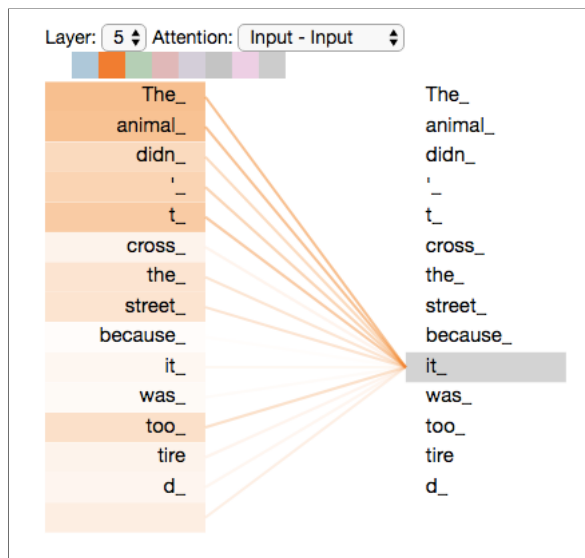 Layer: 5 Attention: Input - Input
The_ The_
animal_ animal_
didn_ didn_
'_ '_
t_ t_
cross_ cross_
the_ the_
street_ street_
because_ because_
it_ it_
was_ was_
too_ too_
tire tire
d_ d_